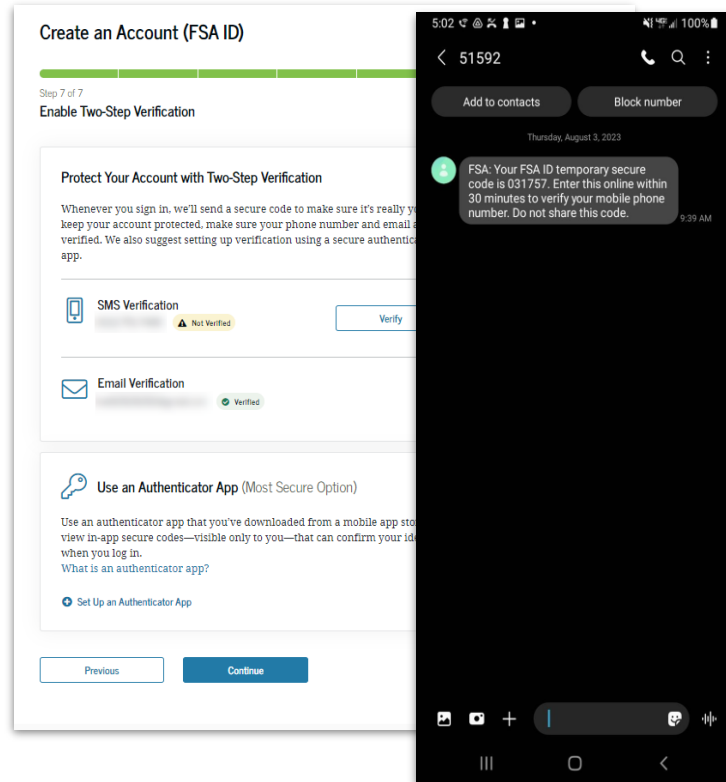 Create an Account (FSA ID)
Step 7 of 7
Enable Two-Step Verification
Protect Your Account with Two-Step Verification
Whenever you sign in, we'll send a secure code to make sure it's really yo
keep your account protected, make sure your phone number and email a
verified. We also suggest setting up verification using a secure authentica
app.
SMS Verification
Not Verified
Verify
Email Verification
Verified
Use an Authenticator App (Most Secure Option)
Use an authenticator app that you've downloaded from a mobile app sto
view in-app secure codes—visible only to you—that can confirm your ide
when you log in.
What is an authenticator app?
Set Up an Authenticator App
Previous
Continue
5:02
100%
51592
Add to contacts
Block number
Thursday, August 3, 2023
FSA: Your FSA ID temporary secure
code is 031757. Enter this online within
30 minutes to verify your mobile phone
number. Do not share this code.
9:39 AM